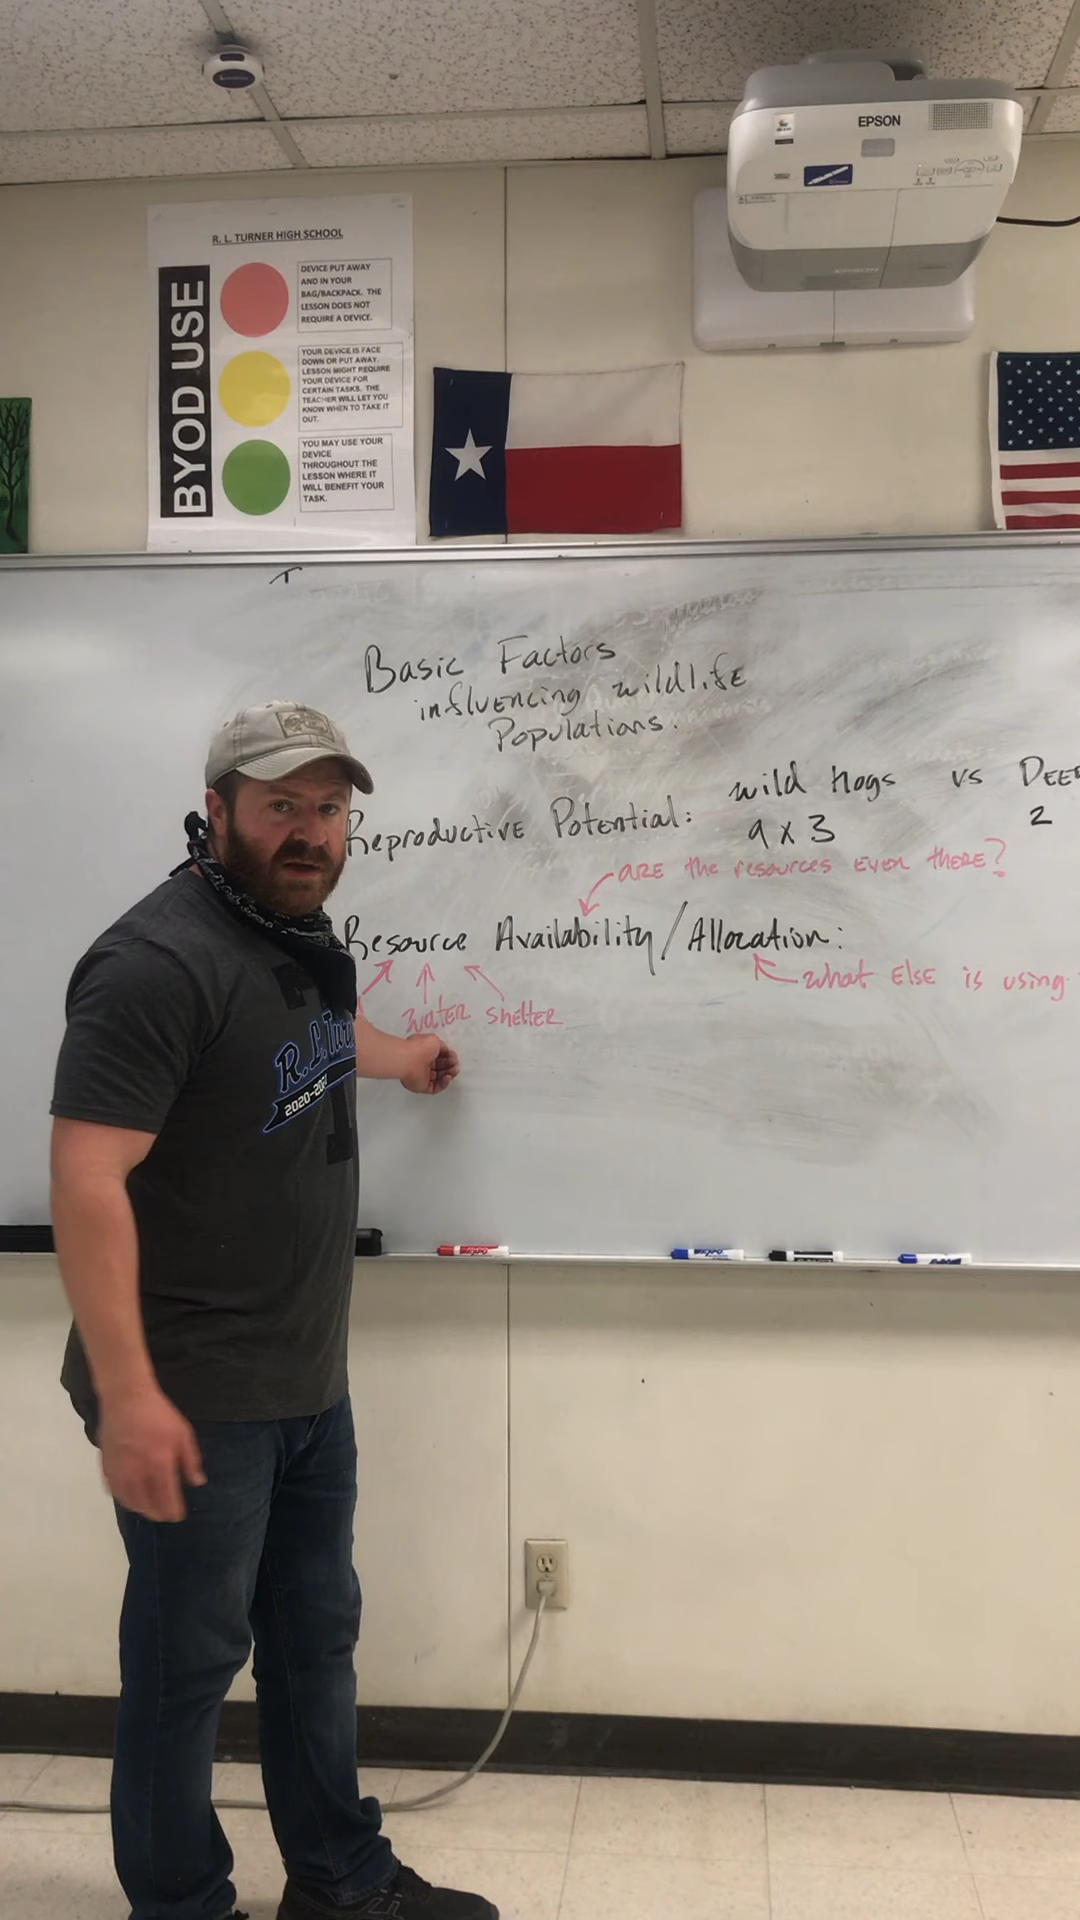 EPSON
R. L. TURNER HIGH SCHOOL
BYOD USE
DEVICE PUT AWAY
AND IN YOUR
BAG/BACKPACK. THE
LESSON DOES NOT
REQUIRE A DEVICE.
YOUR DEVICE IS FACE
DOWN OR PUT AWAY.
LESSON MIGHT REQUIRE
YOUR DEVICE FOR
CERTAIN TASKS. THE
TEACHER WILL LET YOU
KNOW WHEN TO TAKE IT
OUT.
YOU MAY USE YOUR
DEVICE
THROUGHOUT THE
LESSON WHERE IT
WILL BENEFIT YOUR
TASK.
Basic Factors
influencing wildlife
Populations.
Reproductive Potential: wild Hogs vs DEE
9 x 3 2
ARE the resources even there?
Resource Availability/Allocation:
what Else is using
water shelter
R.L. Tur
2020-20
EXPO
EXPO